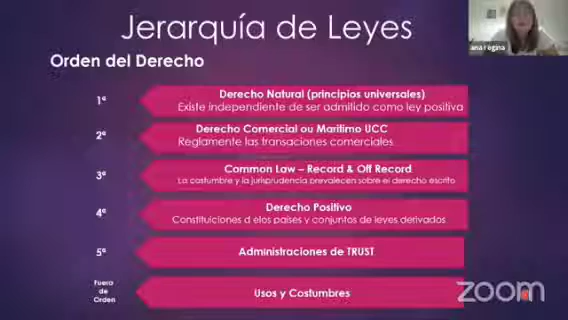 Jerarquía de Leyes
ana regina
Orden del Derecho
1º
Derecho Natural (principios universales)
Existe independiente de ser admitido como ley positiva
2º
Derecho Comercial ou Marítimo UCC
Reglamente las transaciones comerciales
3º
Common Law – Record & Off Record
La costumbre y la jurisprudencia prevalecen sobre el derecho escrito
4º
Derecho Positivo
Constituiciones d elos países y conjuntos de leyes derivados
5º
Administraciones de TRUST
Fuera
de
Orden
Usos y Costumbres
zoom